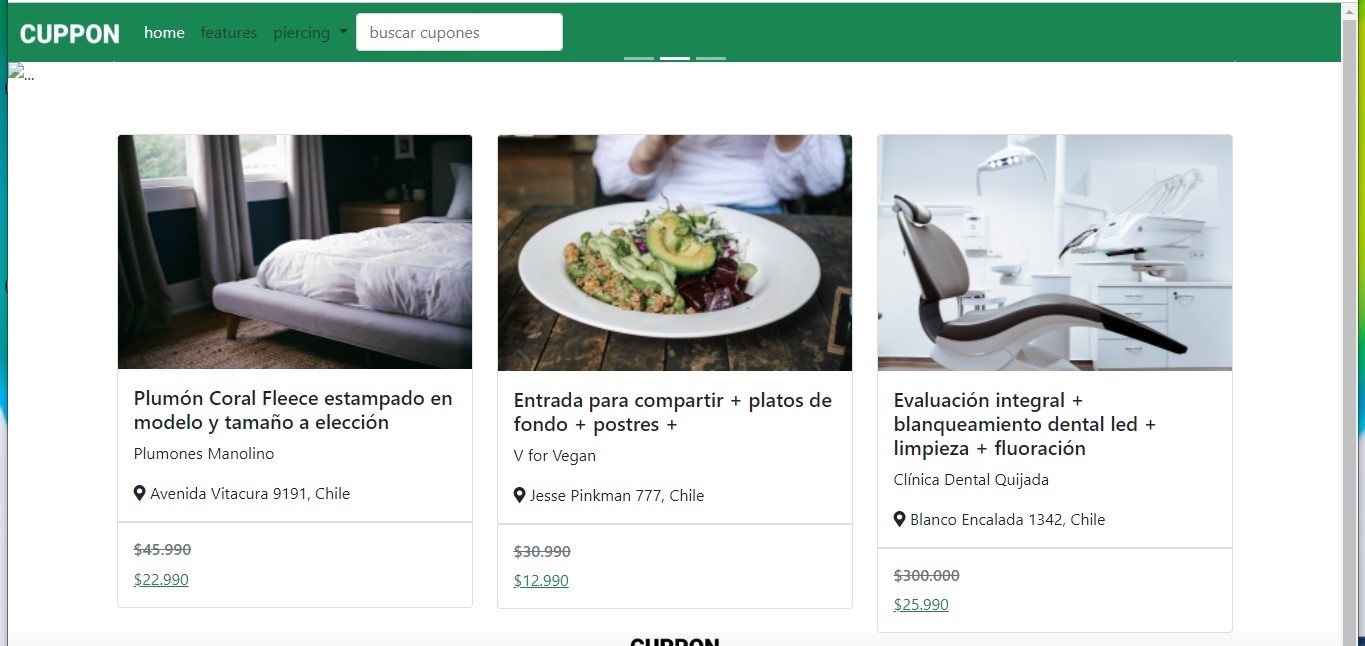 CUPPON home features piercing buscar cupones
...
Plumón Coral Fleece estampado en
modelo y tamaño a elección
Plumones Manolino
Avenida Vitacura 9191, Chile
$45.990
$22.990
Entrada para compartir + platos de
fondo + postres +
V for Vegan
Jesse Pinkman 777, Chile
$30.990
$12.990
Evaluación integral +
blanqueamiento dental led +
limpieza + fluoración
Clínica Dental Quijada
Blanco Encalada 1342, Chile
$300.000
$25.990
CUPPON